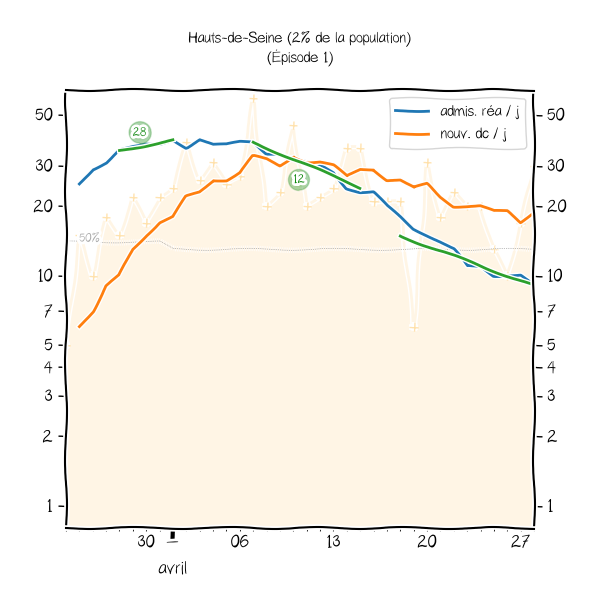 Hauts-de-Seine (2% de la population)
(Épisode 1)
admis. réa / j
nouv. dc / j
50 50
30 30
20 20
10 10
7 7
5 5
4 4
3 3
2 2
1 1
28
12
50%
30 1 06 13 20 27
avril